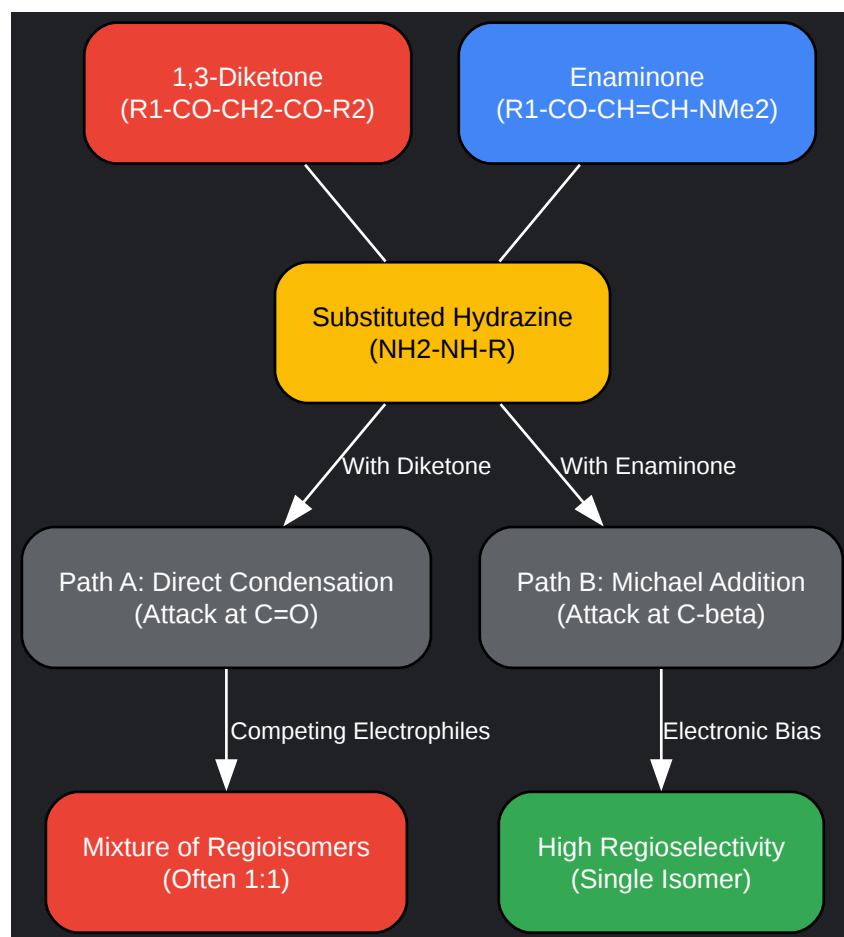 1,3-Diketone
(R1-CO-CH2-CO-R2)
Enaminone
(R1-CO-CH=CH-NMe2)
Substituted Hydrazine
(NH2-NH-R)
With Diketone
With Enaminone
Path A: Direct Condensation
(Attack at C=O)
Path B: Michael Addition
(Attack at C-beta)
Competing Electrophiles
Electronic Bias
Mixture of Regioisomers
(Often 1:1)
High Regioselectivity
(Single Isomer)